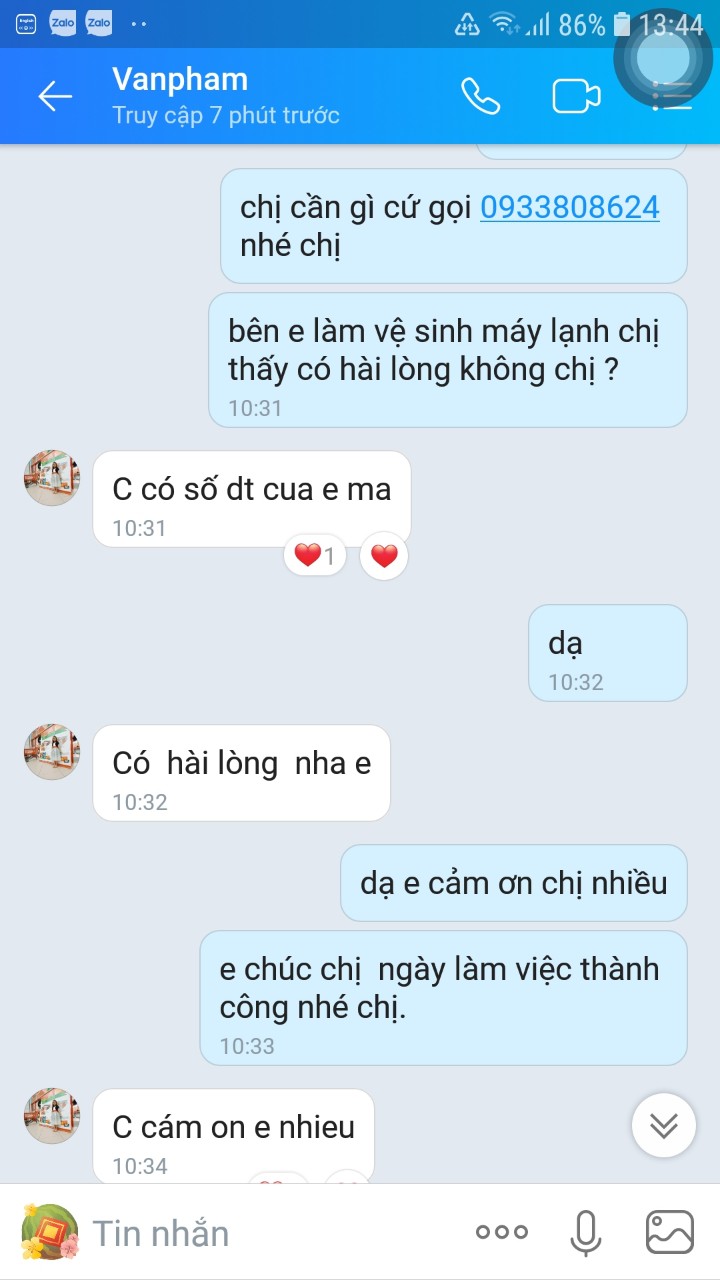 English
Zalo
Zalo
86%
13:44
Vanpham
Truy cập 7 phút trước
chị cần gì cứ gọi 0933808624
nhé chị
bên e làm vệ sinh máy lạnh chị
thấy có hài lòng không chị ?
10:31
C có số dt cua e ma
10:31
1
dạ
10:32
Có  hài lòng  nha e
10:32
dạ e cảm ơn chị nhiều
e chúc chị  ngày làm việc thành
công nhé chị.
10:33
C cám on e nhieu
10:34
Tin nhắn